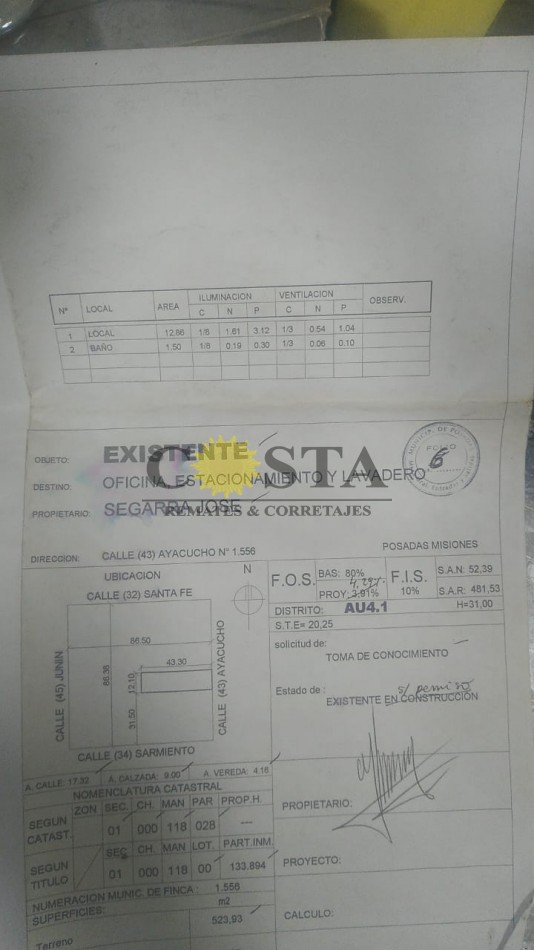 Nº LOCAL AREA ILUMINACION VENTILACION OBSERV.
C N P C N P
1 LOCAL 12.86 1/8 1.61 3.12 1/3 0.54 1.04
2 BAÑO 1.50 1/8 0.19 0.30 1/3 0.06 0.10
OBJETO: EXISTENTE
DESTINO: OFICINA, ESTACIONAMIENTO Y LAVADERO
PROPIETARIO: SEGARRA JOSE
COSTA
REMATES & CORRETAJES
FOLIO
6
DIRECCION: CALLE (43) AYACUCHO N° 1.556 POSADAS MISIONES
UBICACION
N
CALLE (32) SANTA FE
CALLE (45) JUNIN
CALLE (43) AYACUCHO
86.50
86.36
43.30
12.10
31.50
CALLE (34) SARMIENTO
F.O.S. BAS: 80% F.I.S. S.A.N: 52,39
PROY: 3,91% 10% S.A.R: 481,53
DISTRITO: AU4.1 H=31,00
S.T.E= 20,25
solicitud de:
TOMA DE CONOCIMIENTO
Estado de :
s/ permiso
EXISTENTE EN CONSTRUCCIÓN
A. CALLE: 17.32 A. CALZADA: 9.00 A. VEREDA: 4.16
NOMENCLATURA CATASTRAL
ZON SEC. CH. MAN PAR PROP.H.
SEGUN CATAST. 01 000 118 028 ---
SEC CH. MAN LOT. PART.INM.
SEGUN TITULO 01 000 118 00 133.894
NUMERACION MUNIC. DE FINCA : 1.556
SUPERFICIES: m2
523,93
Terreno
PROPIETARIO:
PROYECTO:
CALCULO: